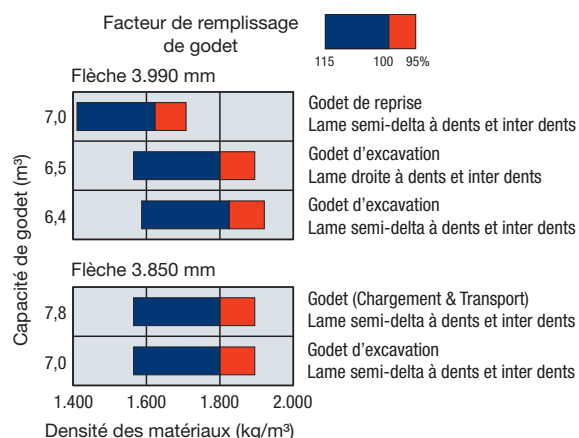 Facteur de remplissage
de godet
115 100 95%
Flèche 3.990 mm
7,0
Godet de reprise
Lame semi-delta à dents et inter dents
6,5
Godet d'excavation
Lame droite à dents et inter dents
6,4
Godet d'excavation
Lame semi-delta à dents et inter dents
Capacité de godet (m³)
Flèche 3.850 mm
7,8
Godet (Chargement & Transport)
Lame semi-delta à dents et inter dents
7,0
Godet d'excavation
Lame semi-delta à dents et inter dents
1.400 1.600 1.800 2.000
Densité des matériaux (kg/m³)